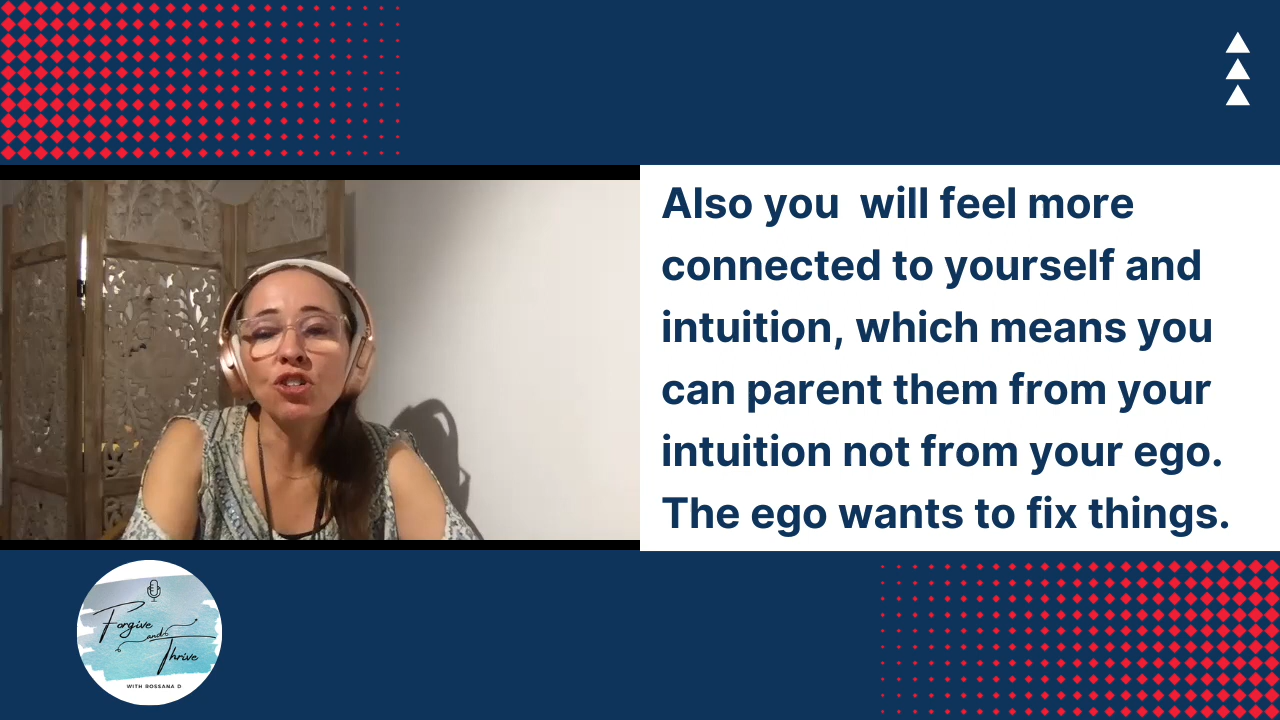 Also you  will feel more
connected to yourself and
intuition, which means you
can parent them from your
intuition not from your ego.
The ego wants to fix things.
Forgive
and
Thrive
WITH ROSSANA D